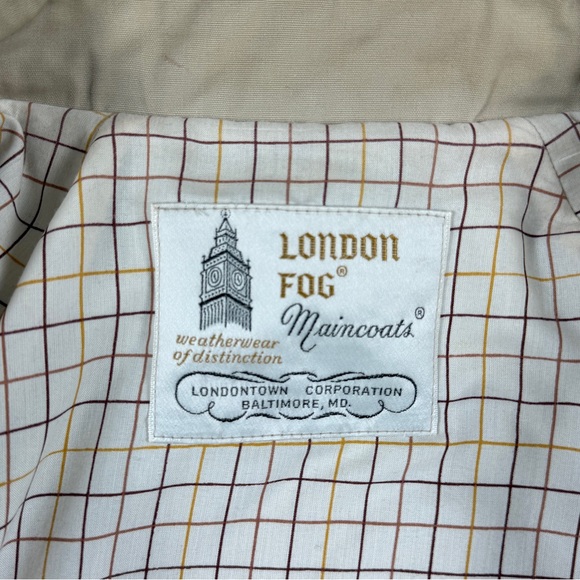 LONDON
FOG®
Maincoats®
weatherwear
of distinction
LONDONTOWN CORPORATION
BALTIMORE, MD.